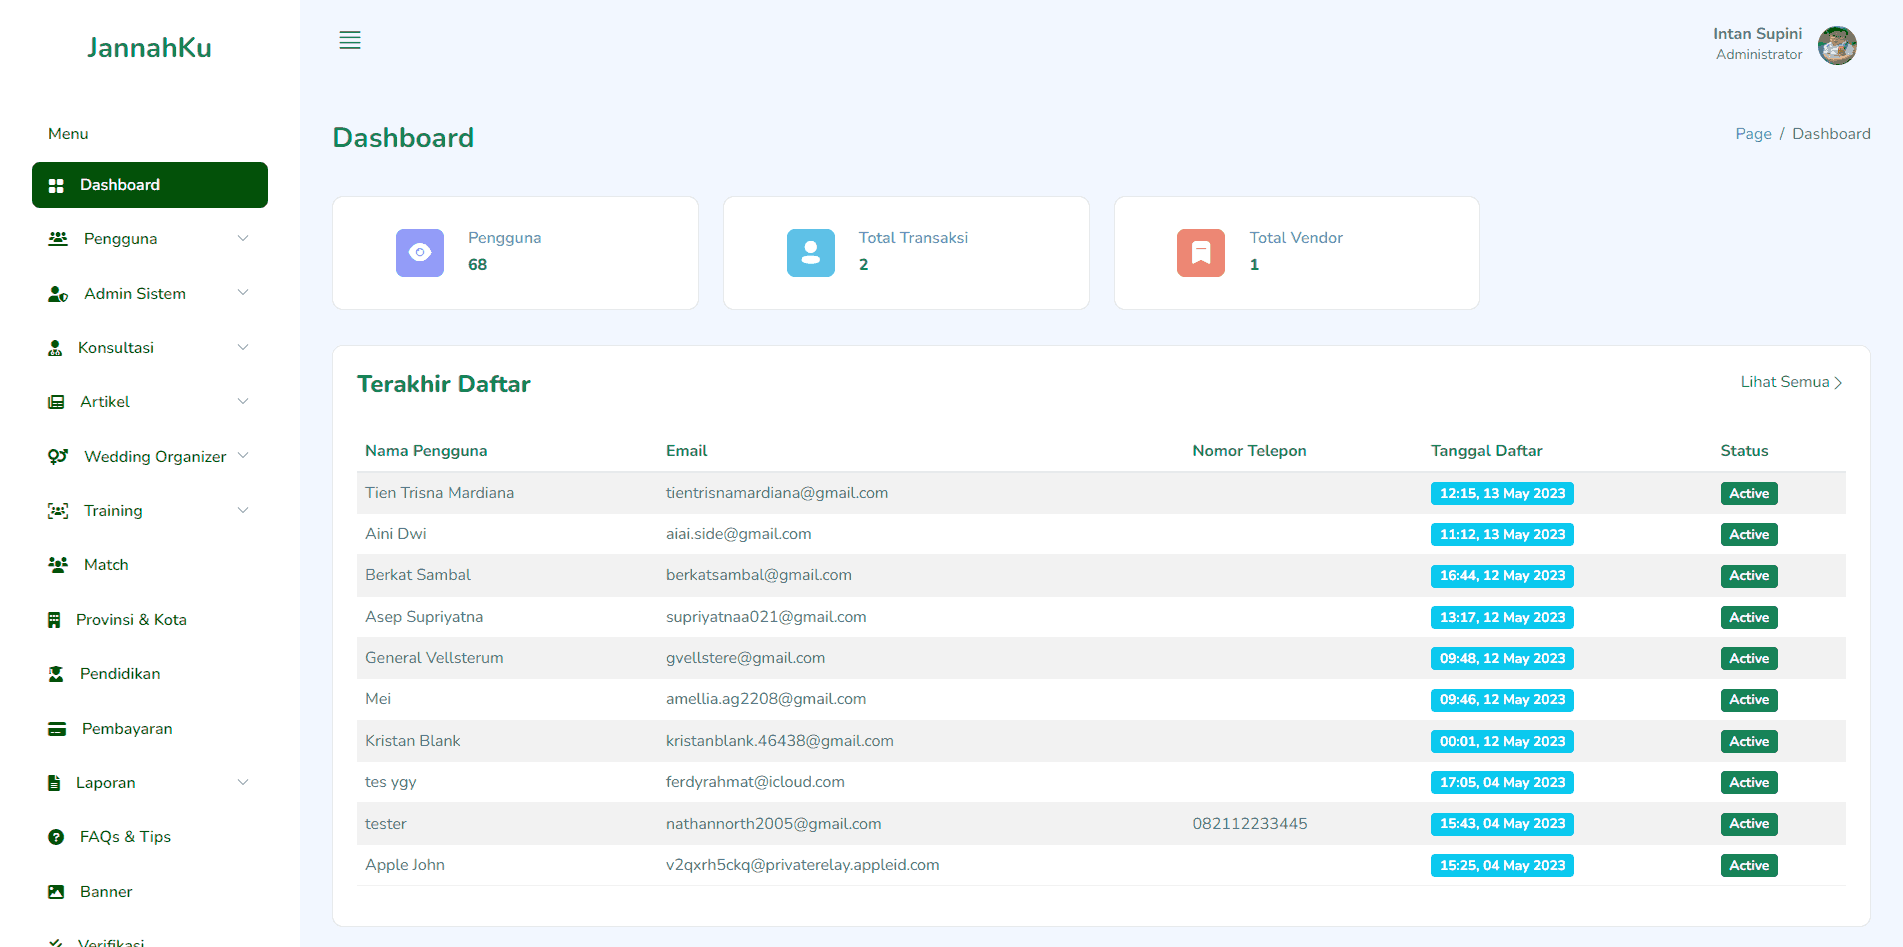 JannahKu
Intan Supini
Administrator
Menu
Dashboard
Pengguna
Admin Sistem
Konsultasi
Artikel
Wedding Organizer
Training
Match
Provinsi & Kota
Pendidikan
Pembayaran
Laporan
FAQs & Tips
Banner
Verifikasi
Dashboard
Page / Dashboard
Pengguna
68
Total Transaksi
2
Total Vendor
1
Terakhir Daftar
Lihat Semua
Nama Pengguna Email Nomor Telepon Tanggal Daftar Status
Tien Trisna Mardiana tientrisnamardiana@gmail.com 12:15, 13 May 2023 Active
Aini Dwi aiai.side@gmail.com 11:12, 13 May 2023 Active
Berkat Sambal berkatsambal@gmail.com 16:44, 12 May 2023 Active
Asep Supriyatna supriyatnaa021@gmail.com 13:17, 12 May 2023 Active
General Vellsterum gvellstere@gmail.com 09:48, 12 May 2023 Active
Mei amellia.ag2208@gmail.com 09:46, 12 May 2023 Active
Kristan Blank kristanblank.46438@gmail.com 00:01, 12 May 2023 Active
tes ygy ferdyrahmat@icloud.com 17:05, 04 May 2023 Active
tester nathannorth2005@gmail.com 082112233445 15:43, 04 May 2023 Active
Apple John v2qxrh5ckq@privaterelay.appleid.com 15:25, 04 May 2023 Active